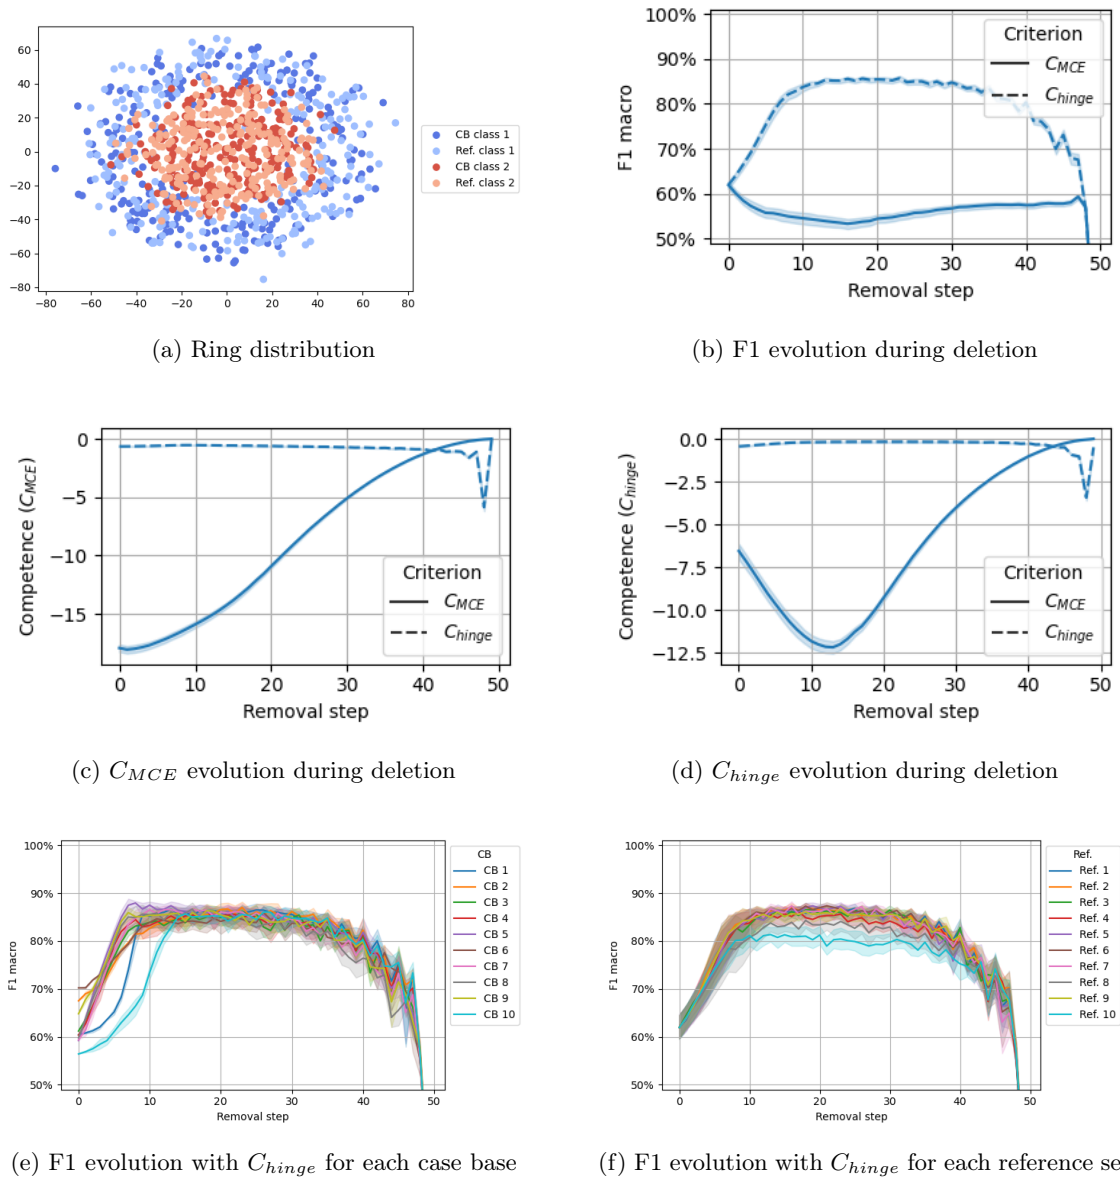 60
40
20
0
−20
−40
−60
−80
−80 −60 −40 −20 0 20 40 60 80
CB class 1
Ref. class 1
CB class 2
Ref. class 2
(a) Ring distribution
100%
90%
80%
70%
60%
50%
F1 macro
0 10 20 30 40 50
Removal step
Criterion
C_MCE
C_hinge
(b) F1 evolution during deletion
0
−5
−10
−15
Competence (C_MCE)
0 10 20 30 40 50
Removal step
Criterion
C_MCE
C_hinge
(c) C_MCE evolution during deletion
0.0
−2.5
−5.0
−7.5
−10.0
−12.5
Competence (C_hinge)
0 10 20 30 40 50
Removal step
Criterion
C_MCE
C_hinge
(d) C_hinge evolution during deletion
100%
90%
80%
70%
60%
50%
F1 macro
0 10 20 30 40 50
Removal step
CB
CB 1
CB 2
CB 3
CB 4
CB 5
CB 6
CB 7
CB 8
CB 9
CB 10
(e) F1 evolution with C_hinge for each case base
100%
90%
80%
70%
60%
50%
F1 macro
0 10 20 30 40 50
Removal step
Ref.
Ref. 1
Ref. 2
Ref. 3
Ref. 4
Ref. 5
Ref. 6
Ref. 7
Ref. 8
Ref. 9
Ref. 10
(f) F1 evolution with C_hinge for each reference se